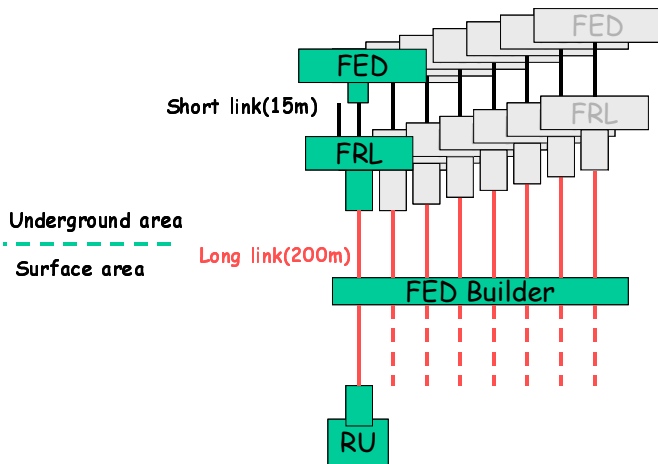 FED
FED
Short link(15m)
FRL
FRL
Underground area
Long link(200m)
Surface area
FED Builder
RU